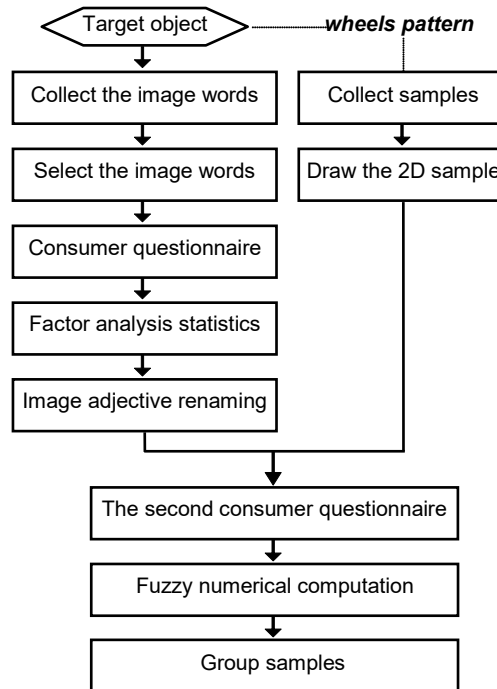 Target object
wheels pattern
Collect the image words
Collect samples
Select the image words
Draw the 2D sample
Consumer questionnaire
Factor analysis statistics
Image adjective renaming
The second consumer questionnaire
Fuzzy numerical computation
Group samples